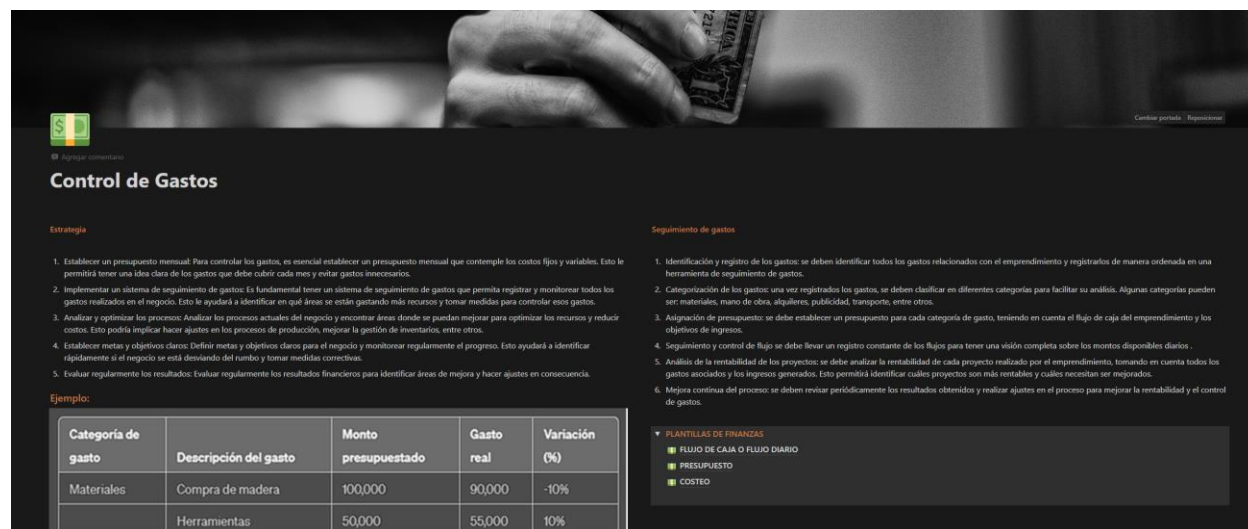 Cambiar portada Reposicionar
Agregar comentario
Control de Gastos
Estrategia
1. Establecer un presupuesto mensual: Para controlar los gastos, es esencial establecer un presupuesto mensual que contemple los costos fijos y variables. Esto le
permitirá tener una idea clara de los gastos que debe cubrir cada mes y evitar gastos innecesarios.
2. Implementar un sistema de seguimiento de gastos: Es fundamental tener un sistema de seguimiento de gastos que permita registrar y monitorear todos los
gastos realizados en el negocio. Esto le ayudará a identificar en qué áreas se están gastando más recursos y tomar medidas para controlar esos gastos.
3. Analizar y optimizar los procesos: Analizar los procesos actuales del negocio y encontrar áreas donde se puedan mejorar para optimizar los recursos y reducir
costos. Esto podría implicar hacer ajustes en los procesos de producción, mejorar la gestión de inventarios, entre otros.
4. Establecer metas y objetivos claros: Definir metas y objetivos claros para el negocio y monitorear regularmente el progreso. Esto ayudará a identificar
rápidamente si el negocio se está desviando del rumbo y tomar medidas correctivas.
5. Evaluar regularmente los resultados: Evaluar regularmente los resultados financieros para identificar áreas de mejora y hacer ajustes en consecuencia.
Ejemplo:
Categoría de gasto Descripción del gasto Monto presupuestado Gasto real Variación (%)
Materiales Compra de madera 100,000 90,000 -10%
Herramientas 50,000 55,000 10%
Seguimiento de gastos
1. Identificación y registro de los gastos: se deben identificar todos los gastos relacionados con el emprendimiento y registrarlos de manera ordenada en una
herramienta de seguimiento de gastos.
2. Categorización de los gastos: una vez registrados los gastos, se deben clasificar en diferentes categorías para facilitar su análisis. Algunas categorías pueden
ser: materiales, mano de obra, alquileres, publicidad, transporte, entre otros.
3. Asignación de presupuesto: se debe establecer un presupuesto para cada categoría de gasto, teniendo en cuenta el flujo de caja del emprendimiento y los
objetivos de ingresos.
4. Seguimiento y control de flujo se debe llevar un registro constante de los flujos para tener una visión completa sobre los montos disponibles diarios .
5. Análisis de la rentabilidad de los proyectos: se debe analizar la rentabilidad de cada proyecto realizado por el emprendimiento, tomando en cuenta todos los
gastos asociados y los ingresos generados. Esto permitirá identificar cuáles proyectos son más rentables y cuáles necesitan ser mejorados.
6. Mejora continua del proceso: se deben revisar periódicamente los resultados obtenidos y realizar ajustes en el proceso para mejorar la rentabilidad y el control
de gastos.
PLANTILLAS DE FINANZAS
FLUJO DE CAJA O FLUJO DIARIO
PRESUPUESTO
COSTEO